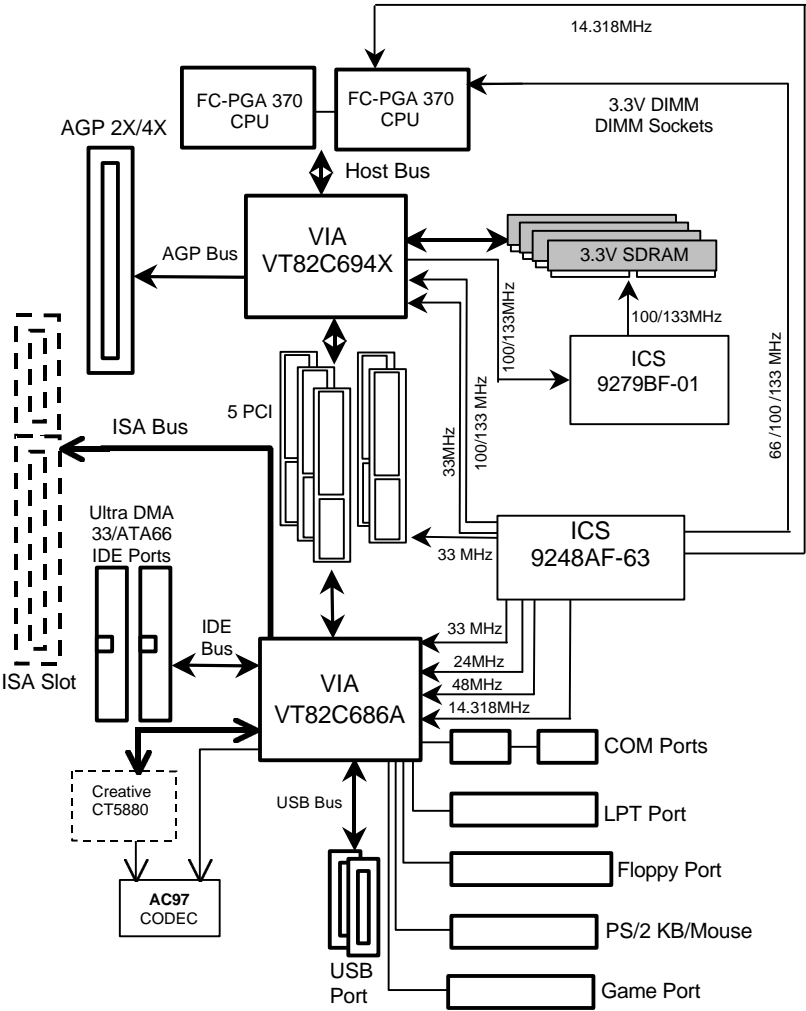 14.318MHz
FC-PGA 370
CPU
FC-PGA 370
CPU
3.3V DIMM
DIMM Sockets
AGP 2X/4X
Host Bus
VIA
VT82C694X
AGP Bus
3.3V SDRAM
100/133MHz
ICS
9279BF-01
100/133MHz
5 PCI
ISA Bus
33MHz
100/133 MHz
66 /100 /133 MHz
Ultra DMA
33/ATA66
IDE Ports
33 MHz
ICS
9248AF-63
IDE
Bus
33 MHz
24MHz
48MHz
14.318MHz
VIA
VT82C686A
ISA Slot
COM Ports
Creative
CT5880
USB Bus
LPT Port
Floppy Port
AC97
CODEC
PS/2 KB/Mouse
USB
Port
Game Port